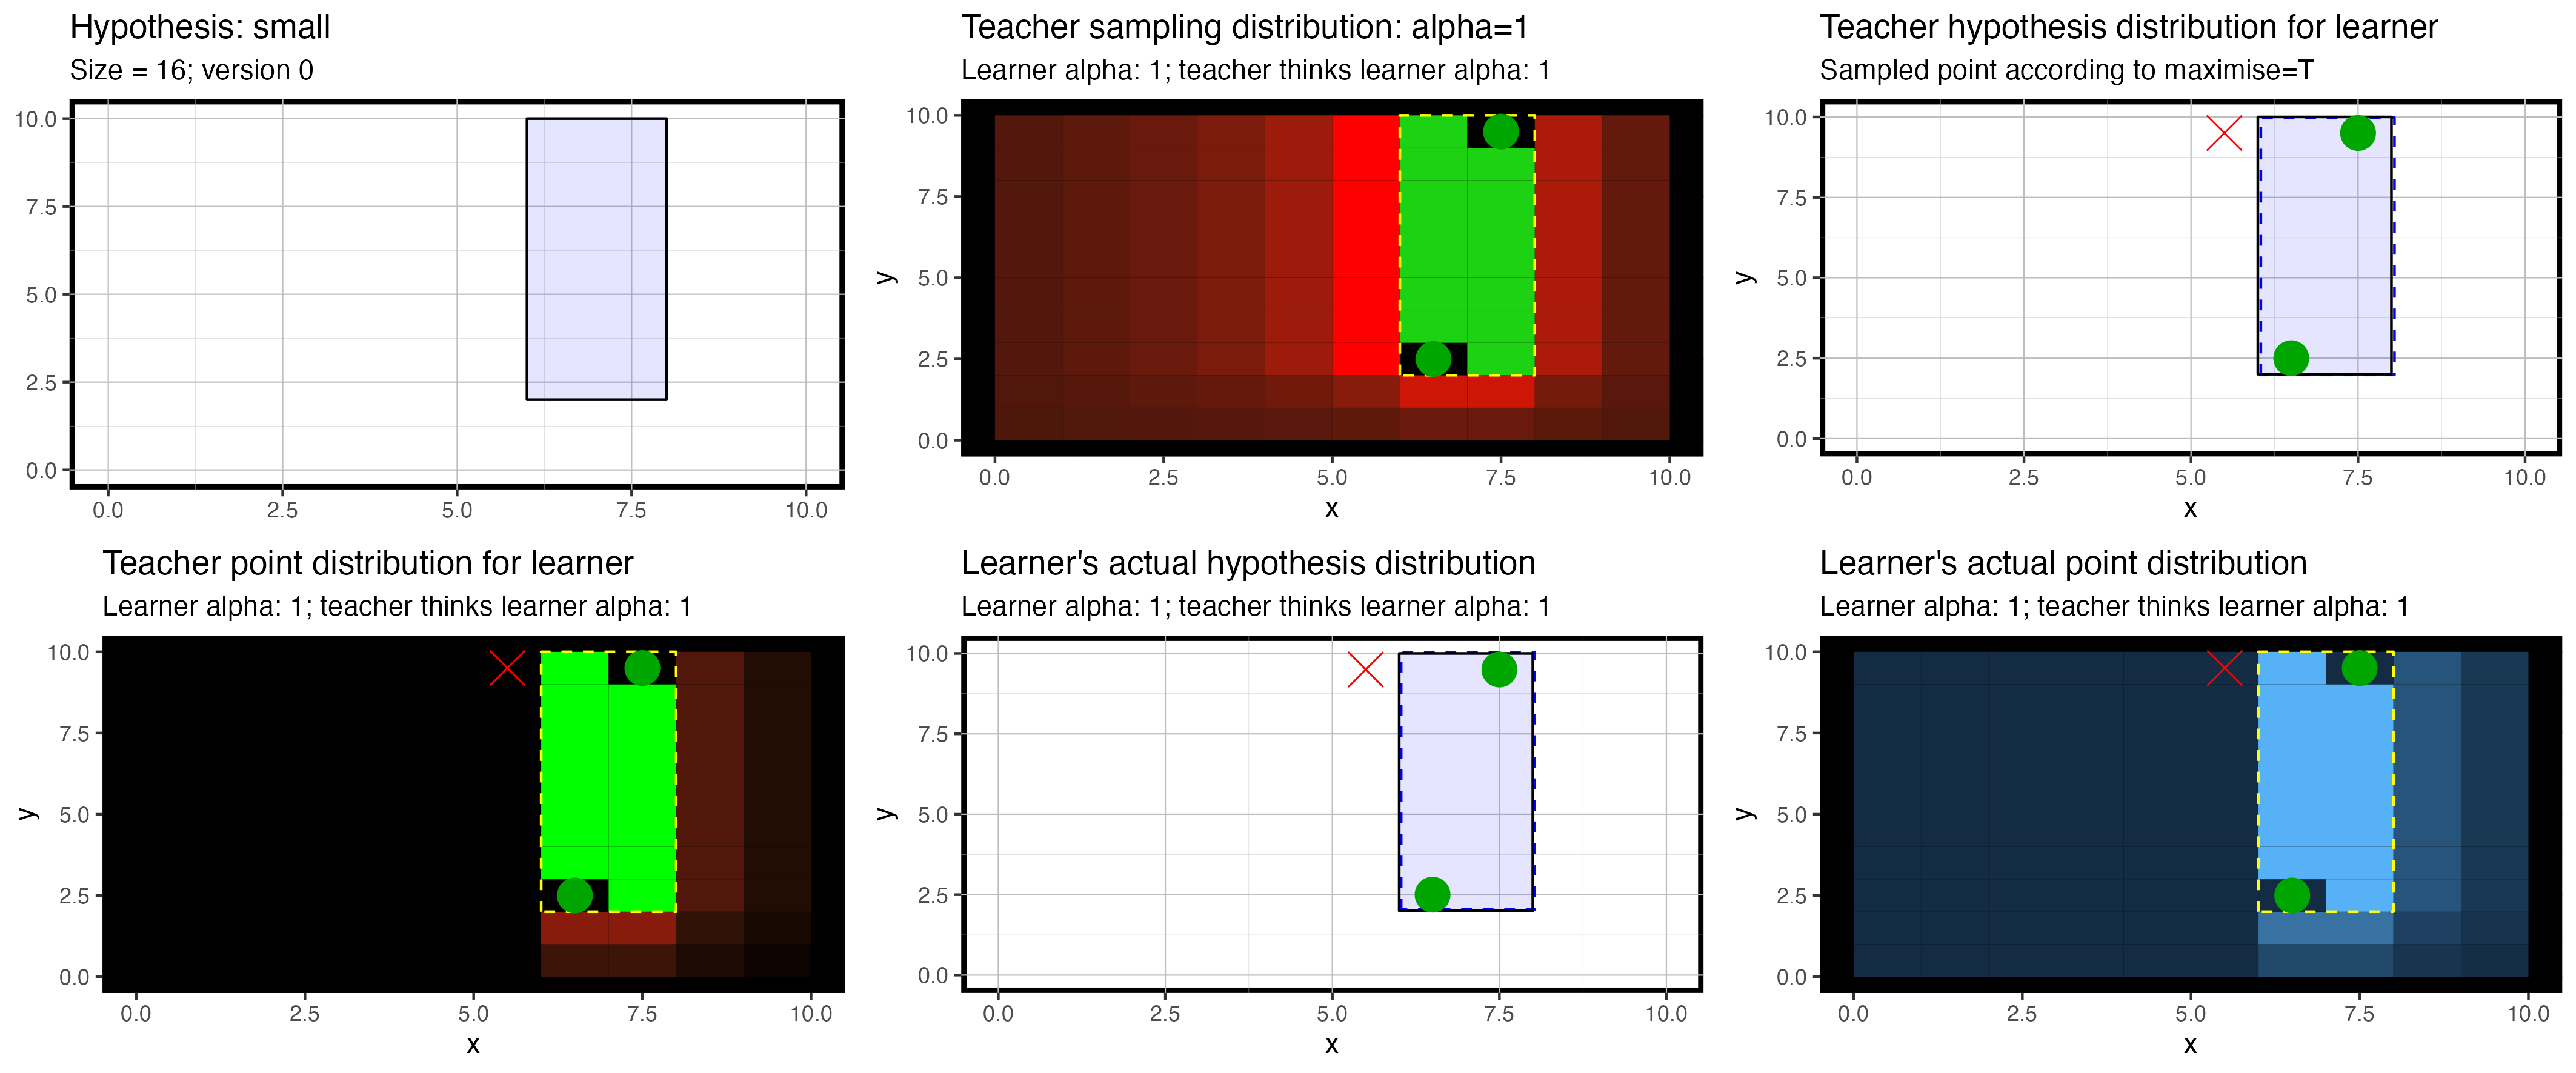 Hypothesis: small
Size = 16; version 0
10.0
7.5
5.0
2.5
0.0
0.0 2.5 5.0 7.5 10.0
Teacher sampling distribution: alpha=1
Learner alpha: 1; teacher thinks learner alpha: 1
y
10.0
7.5
5.0
2.5
0.0
0.0 2.5 5.0 7.5 10.0
x
Teacher hypothesis distribution for learner
Sampled point according to maximise=T
y
10.0
7.5
5.0
2.5
0.0
0.0 2.5 5.0 7.5 10.0
x
Teacher point distribution for learner
Learner alpha: 1; teacher thinks learner alpha: 1
y
10.0
7.5
5.0
2.5
0.0
0.0 2.5 5.0 7.5 10.0
x
Learner's actual hypothesis distribution
Learner alpha: 1; teacher thinks learner alpha: 1
y
10.0
7.5
5.0
2.5
0.0
0.0 2.5 5.0 7.5 10.0
x
Learner's actual point distribution
Learner alpha: 1; teacher thinks learner alpha: 1
y
10.0
7.5
5.0
2.5
0.0
0.0 2.5 5.0 7.5 10.0
x